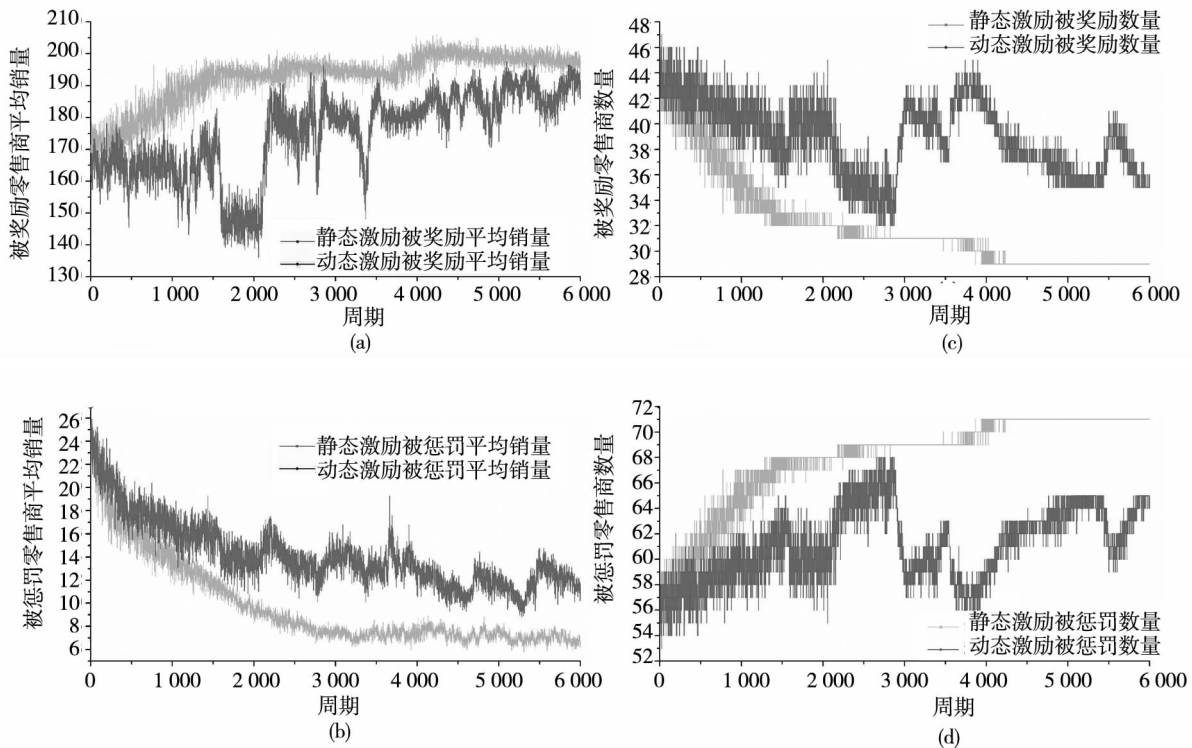 210
200
190
180
170
160
150
140
130
被奖励零售商平均销量
静态激励被奖励平均销量
动态激励被奖励平均销量
0 1 000 2 000 3 000 4 000 5 000 6 000
周期
(a)
48
46
44
42
40
38
36
34
32
30
28
被奖励零售商数量
静态激励被奖励数量
动态激励被奖励数量
0 1 000 2 000 3 000 4 000 5 000 6 000
周期
(c)
26
24
22
20
18
16
14
12
10
8
6
被惩罚零售商平均销量
静态激励被惩罚平均销量
动态激励被惩罚平均销量
0 1 000 2 000 3 000 4 000 5 000 6 000
周期
(b)
72
70
68
66
64
62
60
58
56
54
52
被惩罚零售商数量
静态激励被惩罚数量
动态激励被惩罚数量
0 1 000 2 000 3 000 4 000 5 000 6 000
周期
(d)